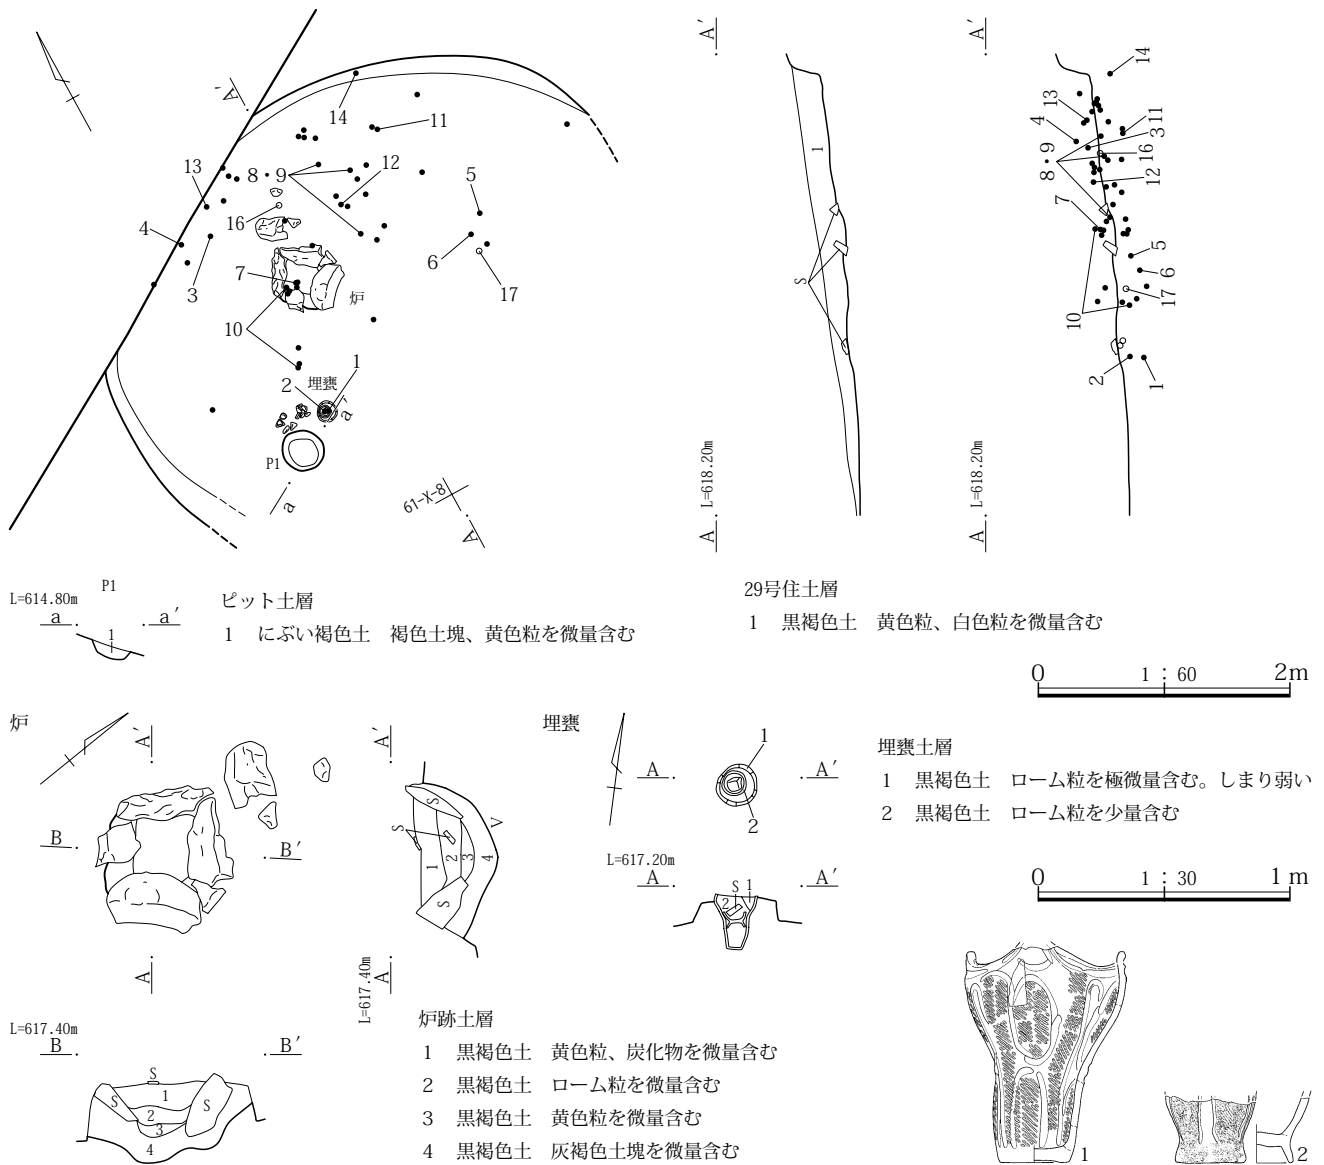 A′
14
11
13
8・9
12
5
16
4
6
7
17
3
炉
10
1
2
埋甕
a′
P1
61-X-8
a
A
A′
1
S
L=618.20m
A
A′
14
13
11
4
3
8・9
16
12
7
5
6
17
10
2
1
L=618.20m
A
P1
L=614.80m
a
a′
1
ピット土層
1 にぶい褐色土 褐色土塊、黄色粒を微量含む
29号住土層
1 黒褐色土 黄色粒、白色粒を微量含む
0 1:60 2m
炉
A′
B
B′
A
A′
S
S
V
1
2
3
4
S
L=617.40m
A
埋甕
1
A
A′
2
L=617.20m
A
A′
S
1
2
埋甕土層
1 黒褐色土 ローム粒を極微量含む。しまり弱い
2 黒褐色土 ローム粒を少量含む
0 1:30 1m
L=617.40m
B
B′
S
1
S
S
2
3
4
炉跡土層
1 黒褐色土 黄色粒、炭化物を微量含む
2 黒褐色土 ローム粒を微量含む
3 黒褐色土 黄色粒を微量含む
4 黒褐色土 灰褐色土塊を微量含む
1
2